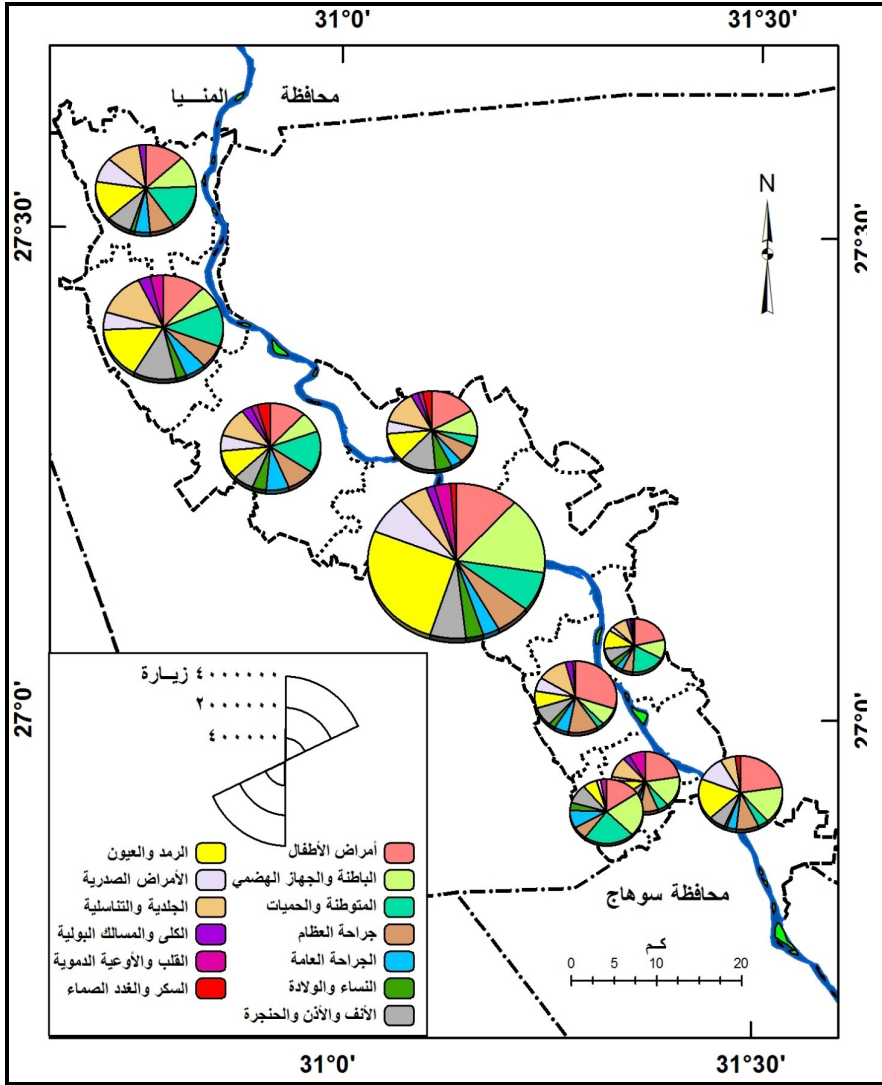 31°0'
31°30'
محافظة المنـــيا
27°30'
27°30'
N
27°0'
27°0'
٤٠٠٠٠٠٠ زيـــارة
٢٠٠٠٠٠٠
٤٠٠٠٠٠
أمراض الأطفال
الرمد والعيون
الباطنة والجهاز الهضمي
الأمراض الصدرية
المتوطنة والحميات
الجلدية والتناسلية
جراحة العظام
الكلى والمسالك البولية
الجراحة العامة
القلب والأوعية الدموية
النساء والولادة
السكر والغدد الصماء
الأنف والأذن والحنجرة
محافظة سوهاج
كــم
0 5 10 20
31°0'
31°30'